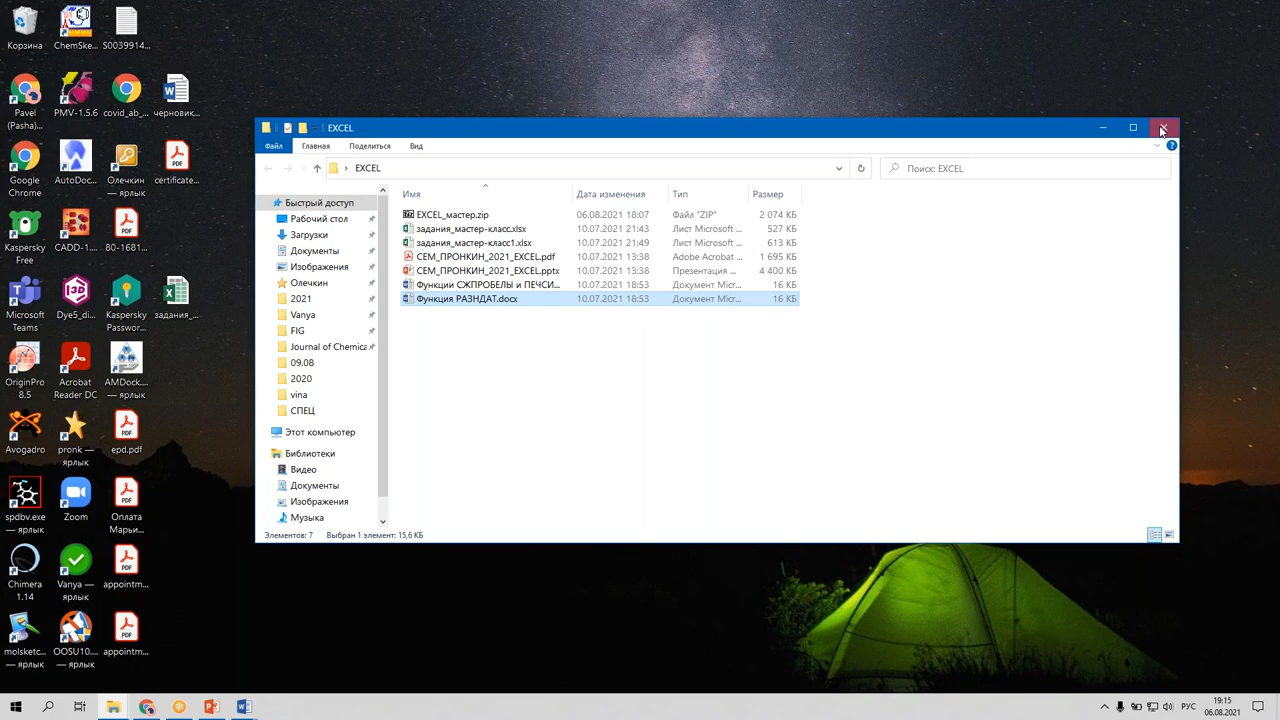 Корзина
ChemSke...
S0039914...
Pavel (Pasha)...
PMV-1.5.6
covid_ab...
черновик...
Google Chrome
AutoDoc...
Олечкин — ярлык
certificate...
Kaspersky Free
CADD-1...
80-1681...
Microsoft Teams
Dye5_di...
Kaspersky Passwor...
задания_...
OriginPro 8.5
Acrobat Reader DC
AMDock... — ярлык
Avogadro
pronk — ярлык
epd.pdf
spdbv.exe — ярлык
Zoom
Оплата Марьи...
Chimera 1.14
Vanya — ярлык
appointm...
molsketc... — ярлык
OOSU10... — ярлык
appointm...
EXCEL
Файл Главная Поделиться Вид
EXCEL
Поиск: EXCEL
Имя Дата изменения Тип Размер
EXCEL_мастер.zip 06.08.2021 18:07 Файл "ZIP" 2 074 КБ
задания_мастер-класс.xlsx 10.07.2021 21:43 Лист Microsoft ... 527 КБ
задания_мастер-класс1.xlsx 10.07.2021 21:49 Лист Microsoft ... 613 КБ
СЕМ_ПРОНКИН_2021_EXCEL.pdf 10.07.2021 13:38 Adobe Acrobat ... 1 695 КБ
СЕМ_ПРОНКИН_2021_EXCEL.pptx 10.07.2021 13:38 Презентация ... 4 400 КБ
Функции СЖПРОБЕЛЫ и ПЕЧСИ... 10.07.2021 18:53 Документ Micr... 16 КБ
Функция РАЗНДАТ.docx 10.07.2021 18:53 Документ Micr... 16 КБ
Быстрый доступ
Рабочий стол
Загрузки
Документы
Изображения
Олечкин
2021
Vanya
FIG
Journal of Chemica
09,08
2020
vina
СПЕЦ
Этот компьютер
Библиотеки
Видео
Документы
Изображения
Музыка
Элементов: 7 Выбран 1 элемент: 15,6 КБ
РУС
19:15
06.08.2021